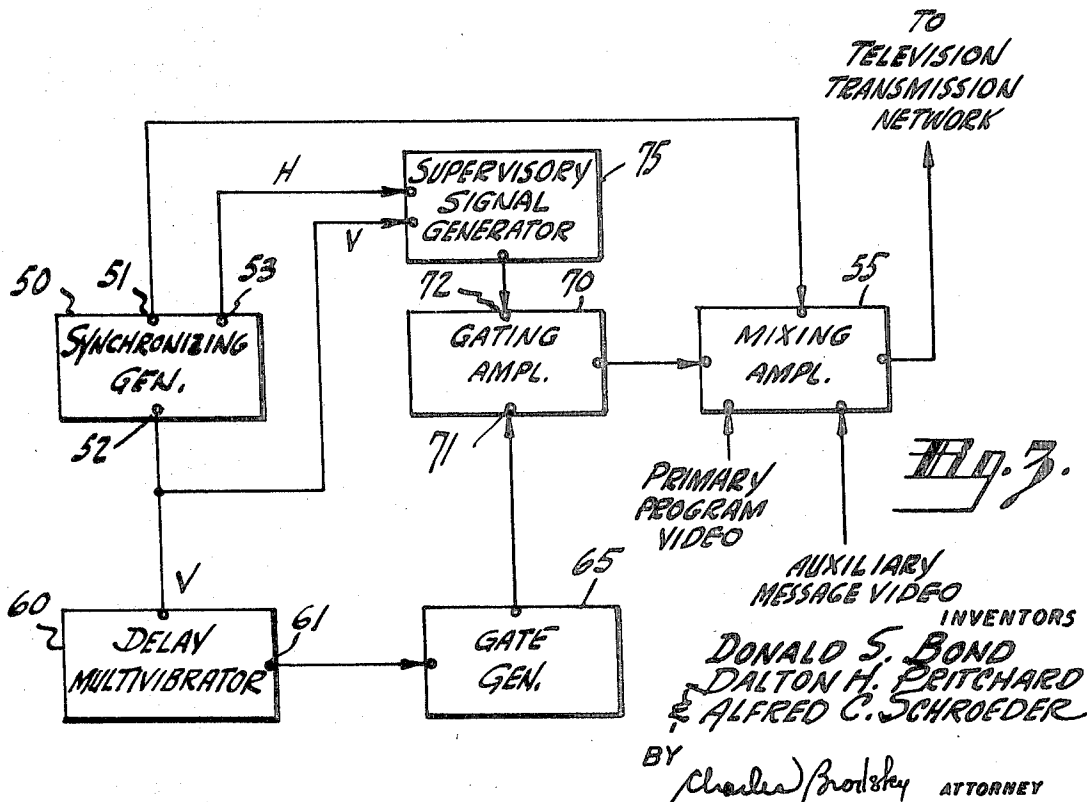 TO
TELEVISION
TRANSMISSION
NETWORK
75
H
SUPERVISORY
SIGNAL
GENERATOR
V
50
51
53
72
70
55
SYNCHRONIZING
GEN.
GATING
AMPL.
MIXING
AMPL.
52
71
Fig. 3.
PRIMARY
PROGRAM
VIDEO
65
AUXILIARY
MESSAGE VIDEO
V
60
61
DELAY
MULTIVIBRATOR
GATE
GEN.
INVENTORS
DONALD S. BOND
DALTON H. PRITCHARD
& ALFRED C. SCHROEDER
BY
Charles Brodsky ATTORNEY